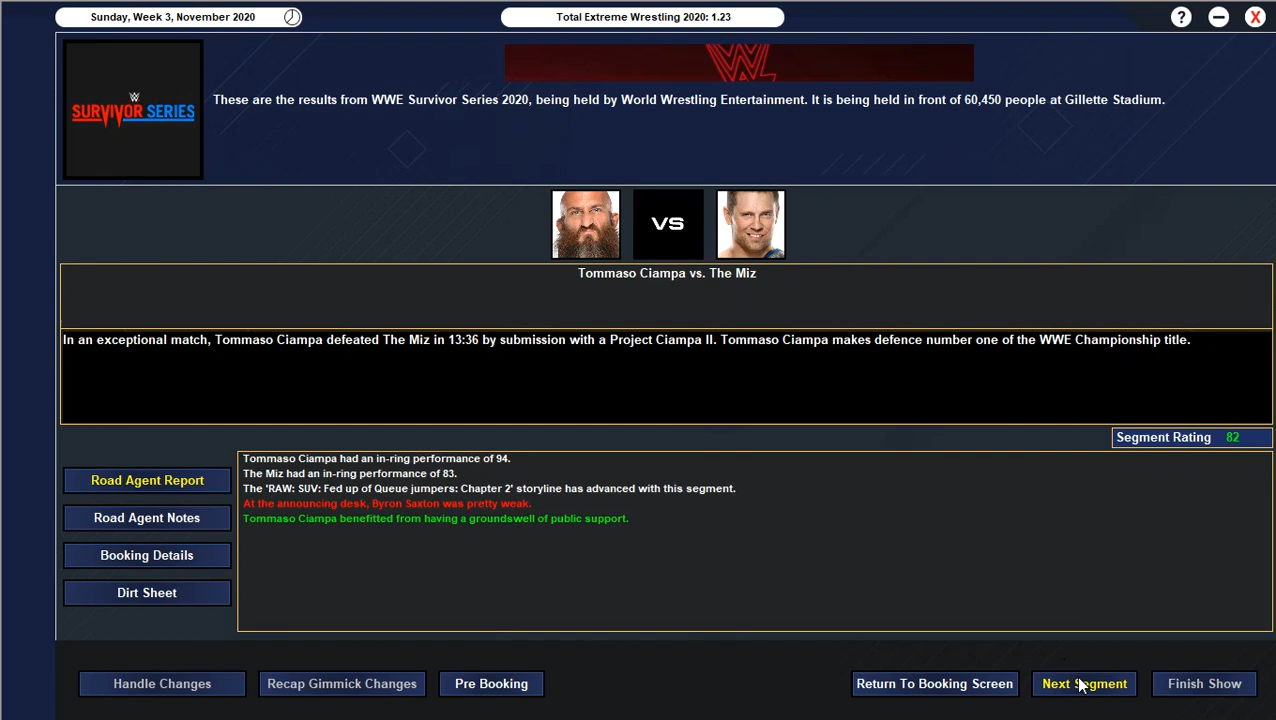 Sunday, Week 3, November 2020
Total Extreme Wrestling 2020: 1.23
?
X
W
SURVIVOR SERIES
These are the results from WWE Survivor Series 2020, being held by World Wrestling Entertainment. It is being held in front of 60,450 people at Gillette Stadium.
VS
Tommaso Ciampa vs. The Miz
In an exceptional match, Tommaso Ciampa defeated The Miz in 13:36 by submission with a Project Ciampa II. Tommaso Ciampa makes defence number one of the WWE Championship title.
Segment Rating 82
Road Agent Report
Road Agent Notes
Booking Details
Dirt Sheet
Tommaso Ciampa had an in-ring performance of 94.
The Miz had an in-ring performance of 83.
The 'RAW: SUV: Fed up of Queue jumpers: Chapter 2' storyline has advanced with this segment.
At the announcing desk, Byron Saxton was pretty weak.
Tommaso Ciampa benefitted from having a groundswell of public support.
Handle Changes
Recap Gimmick Changes
Pre Booking
Return To Booking Screen
Next Segment
Finish Show